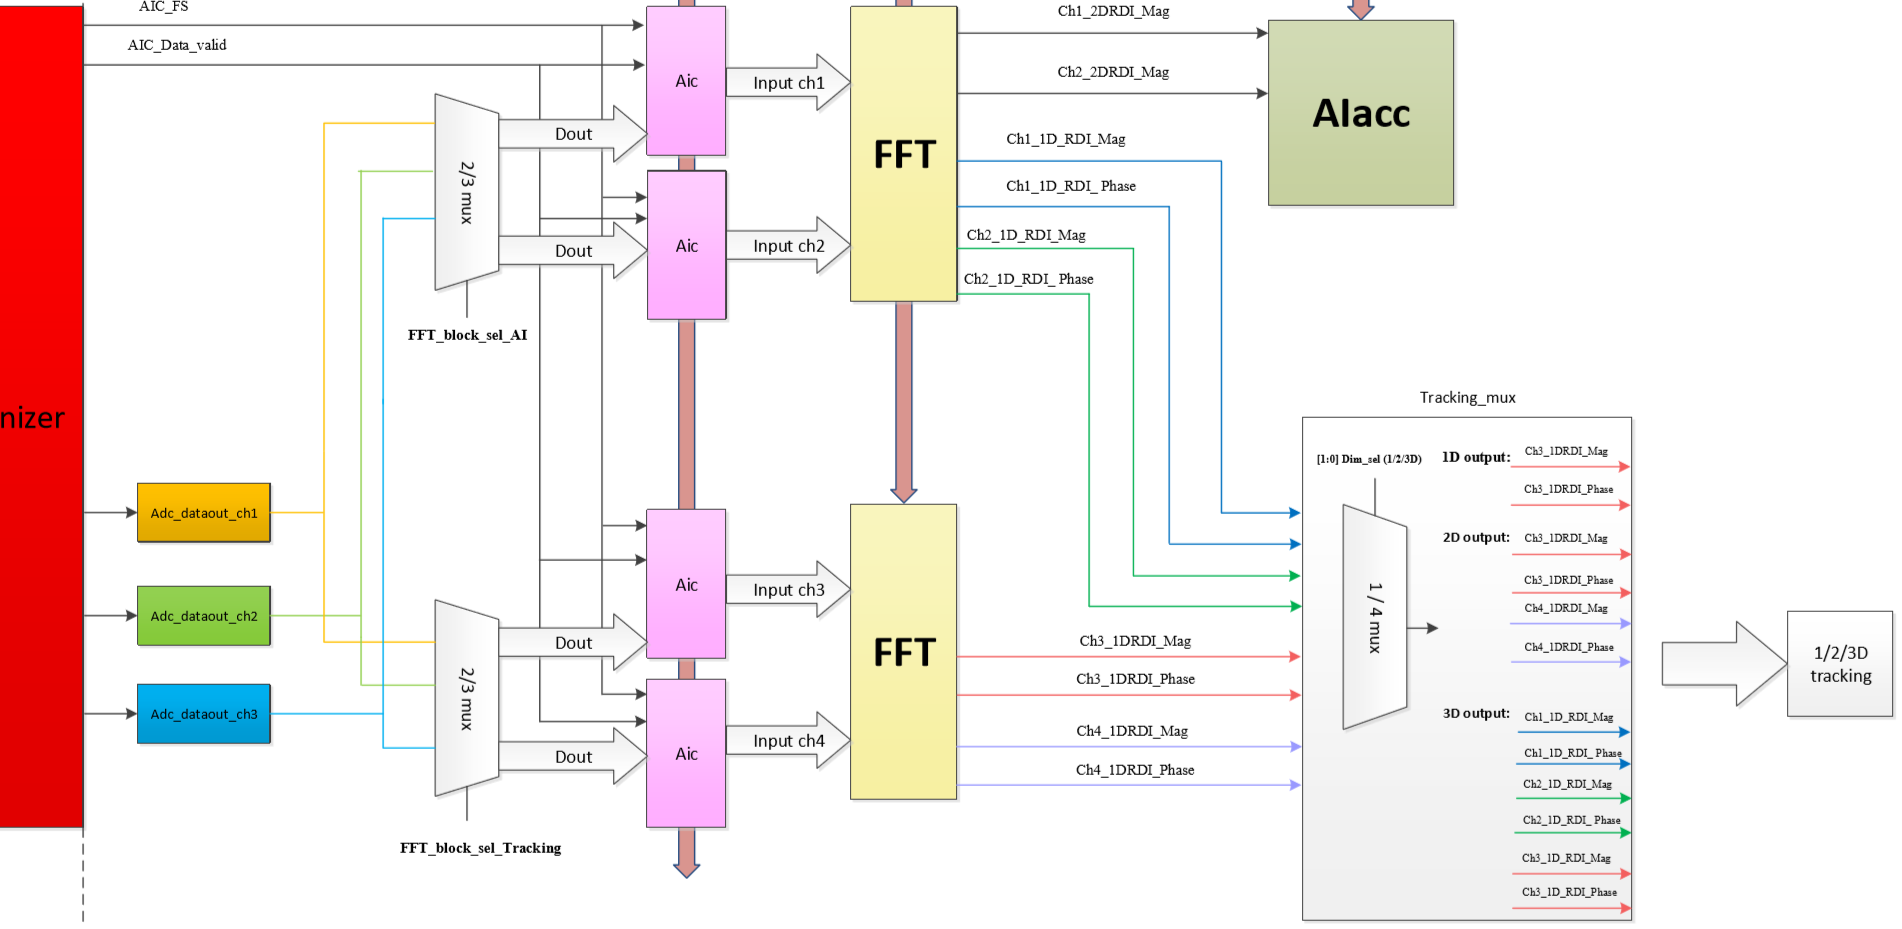 AIC_FS
AIC_Data_valid
nizer
Adc_dataout_ch1
Adc_dataout_ch2
Adc_dataout_ch3
2/3 mux
FFT_block_sel_AI
2/3 mux
FFT_block_sel_Tracking
Dout
Dout
Dout
Dout
Aic
Aic
Aic
Aic
Input ch1
Input ch2
Input ch3
Input ch4
FFT
FFT
Ch1_2DRDI_Mag
Ch2_2DRDI_Mag
Ch1_1D_RDI_Mag
Ch1_1D_RDI_ Phase
Ch2_1D_RDI_Mag
Ch2_1D_RDI_ Phase
Ch3_1DRDI_Mag
Ch3_1DRDI_Phase
Ch4_1DRDI_Mag
Ch4_1DRDI_Phase
AIacc
Tracking_mux
[1:0] Dim_sel (1/2/3D)
1 / 4 mux
1D output:
Ch3_1DRDI_Mag
Ch3_1DRDI_Phase
2D output:
Ch3_1DRDI_Mag
Ch3_1DRDI_Phase
Ch4_1DRDI_Mag
Ch4_1DRDI_Phase
3D output:
Ch1_1D_RDI_Mag
Ch1_1D_RDI_ Phase
Ch2_1D_RDI_Mag
Ch2_1D_RDI_ Phase
Ch3_1D_RDI_Mag
Ch3_1D_RDI_Phase
1/2/3D
tracking